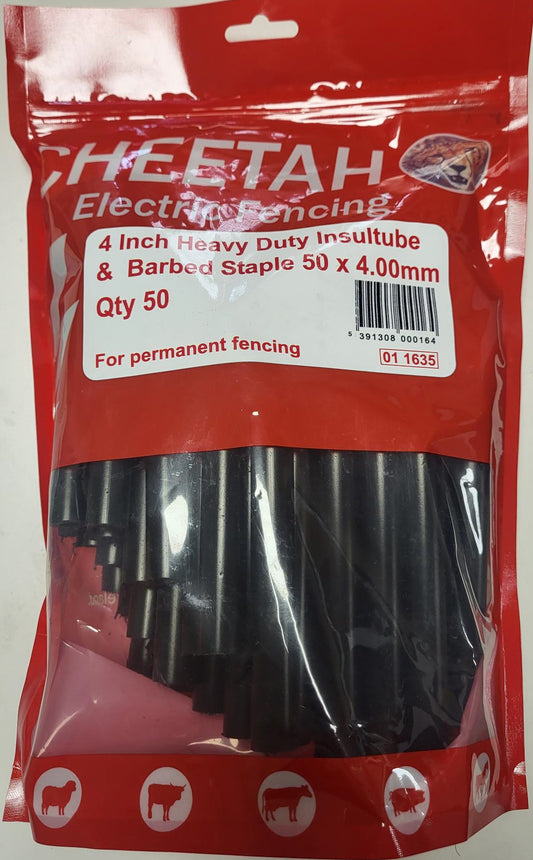 CHEETAH
Electric Fencing
4 Inch Heavy Duty Insultube
& Barbed Staple 50 x 4.00mm
Qty 50
5 391308 000164
For permanent fencing
01 1635